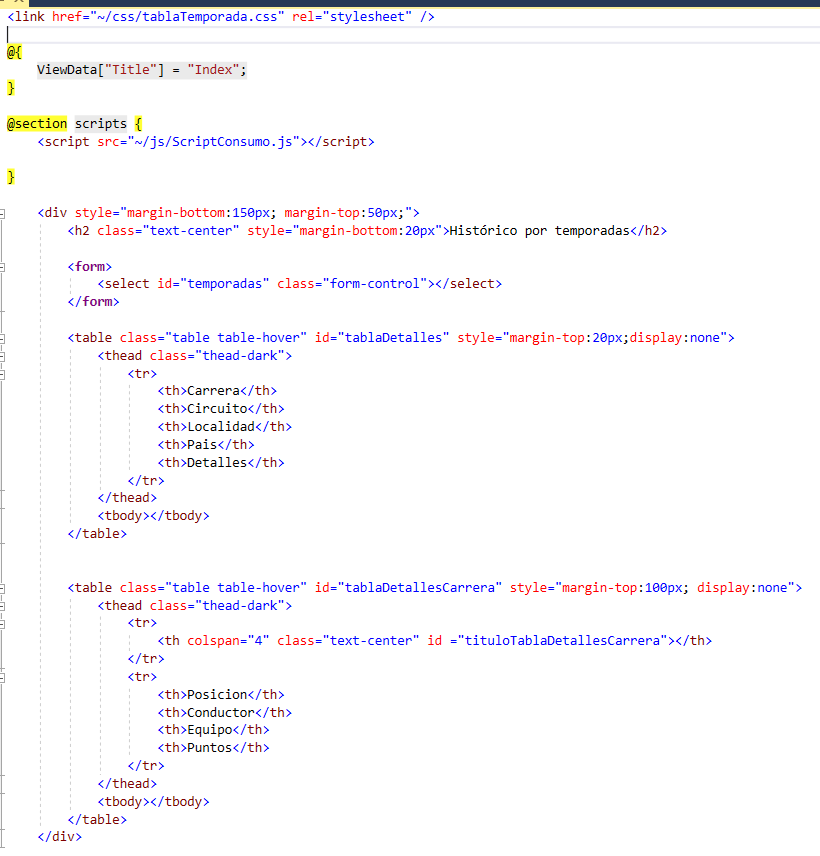 <link href="~/css/tablaTemporada.css" rel="stylesheet" />
@{
ViewData["Title"] = "Index";
}
@section scripts {
<script src="~/js/ScriptConsumo.js"></script>
}
<div style="margin-bottom:150px; margin-top:50px;">
<h2 class="text-center" style="margin-bottom:20px">Histórico por temporadas</h2>
<form>
<select id="temporadas" class="form-control"></select>
</form>
<table class="table table-hover" id="tablaDetalles" style="margin-top:20px;display:none">
<thead class="thead-dark">
<tr>
<th>Carrera</th>
<th>Circuito</th>
<th>Localidad</th>
<th>Pais</th>
<th>Detalles</th>
</tr>
</thead>
<tbody></tbody>
</table>
<table class="table table-hover" id="tablaDetallesCarrera" style="margin-top:100px; display:none">
<thead class="thead-dark">
<tr>
<th colspan="4" class="text-center" id ="tituloTablaDetallesCarrera"></th>
</tr>
<tr>
<th>Posicion</th>
<th>Conductor</th>
<th>Equipo</th>
<th>Puntos</th>
</tr>
</thead>
<tbody></tbody>
</table>
</div>